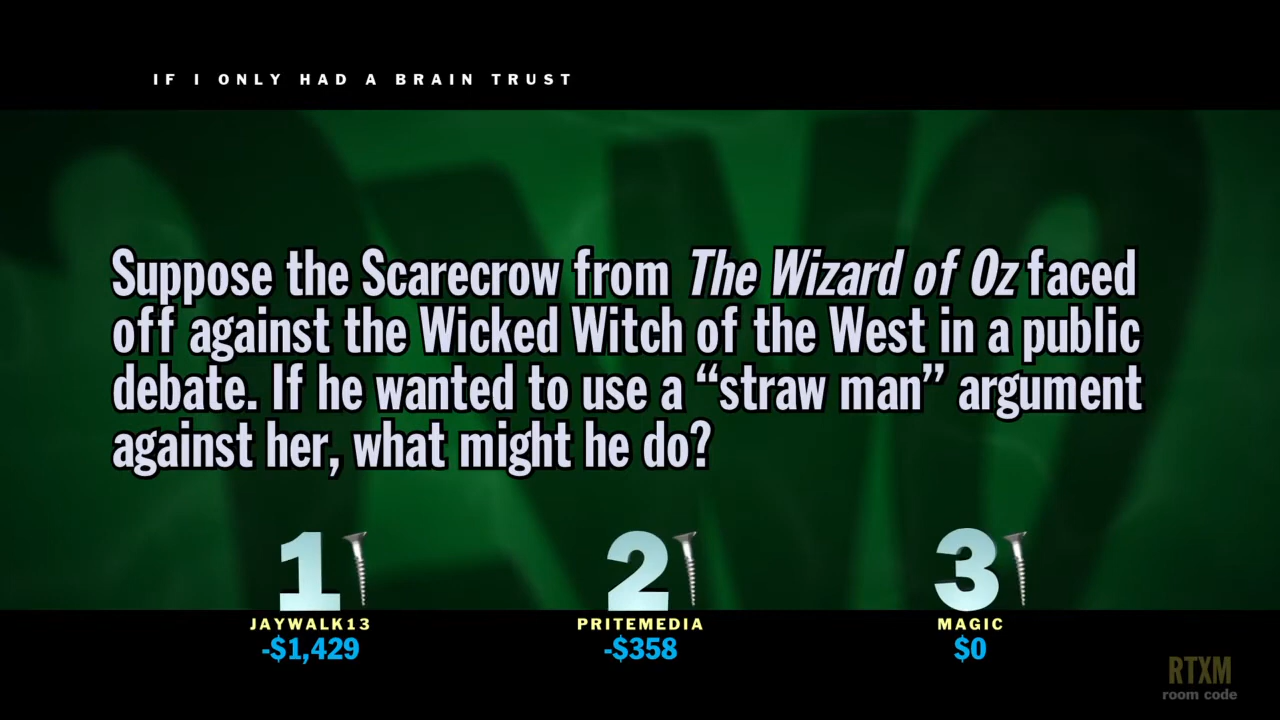 IF I ONLY HAD A BRAIN TRUST
Suppose the Scarecrow from The Wizard of Oz faced
off against the Wicked Witch of the West in a public
debate. If he wanted to use a “straw man” argument
against her, what might he do?
1 2 3
JAYWALK13 PRITEMEDIA MAGIC
-$1,429 -$358 $0
RTXM
room code